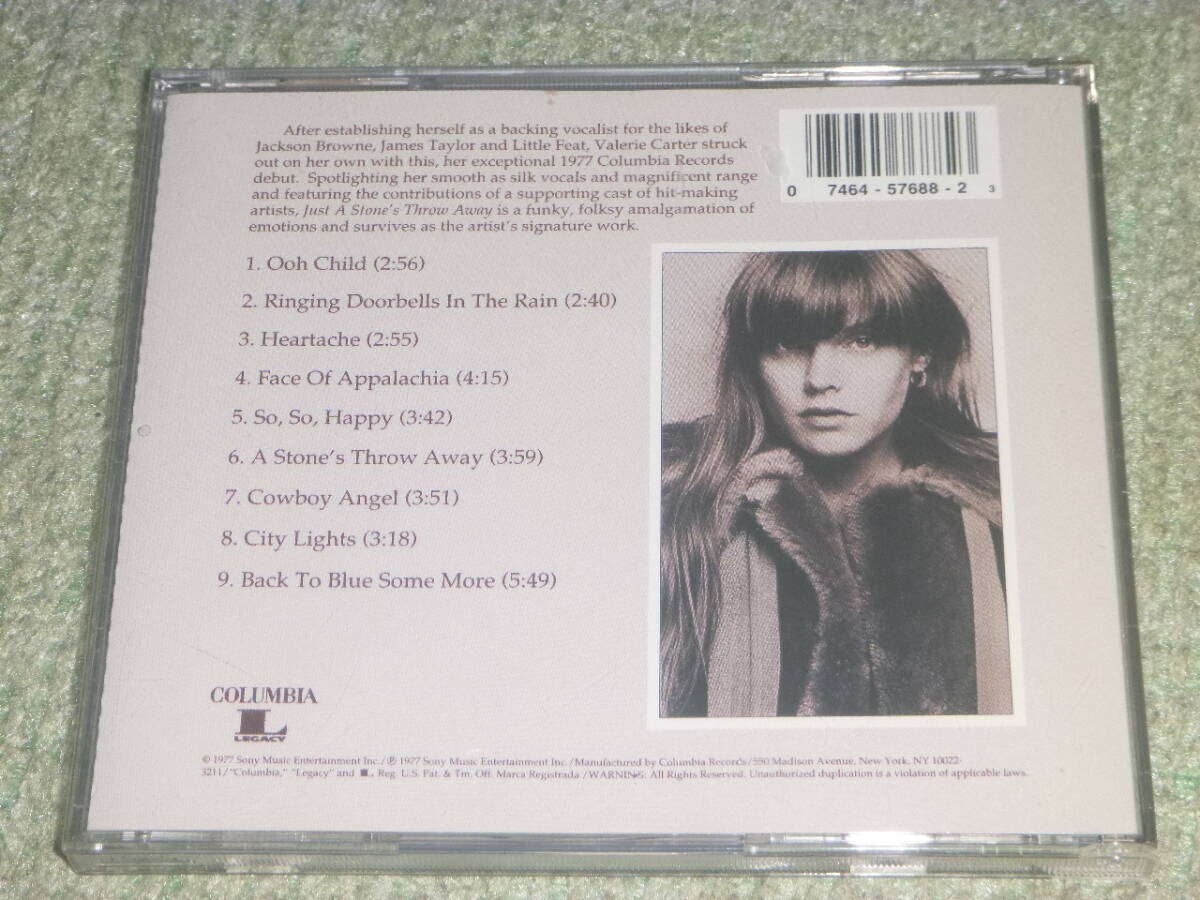 After establishing herself as a backing vocalist for the likes of
Jackson Browne, James Taylor and Little Feat, Valerie Carter struck
out on her own with this, her exceptional 1977 Columbia Records
debut. Spotlighting her smooth as silk vocals and magnificent range
and featuring the contributions of a supporting cast of hit-making
artists, Just A Stone's Throw Away is a funky, folksy amalgamation of
emotions and survives as the artist's signature work.
0 7464-57688-2 3
1. Ooh Child (2:56)
2. Ringing Doorbells In The Rain (2:40)
3. Heartache (2:55)
4. Face Of Appalachia (4:15)
5. So, So, Happy (3:42)
6. A Stone's Throw Away (3:59)
7. Cowboy Angel (3:51)
8. City Lights (3:18)
9. Back To Blue Some More (5:49)
COLUMBIA
L
LEGACY
© 1977 Sony Music Entertainment Inc./℗ 1977 Sony Music Entertainment Inc./Manufactured by Columbia Records/550 Madison Avenue, New York, NY 10022-
3211/"Columbia," "Legacy" and L, Reg. U.S. Pat. & Tm. Off. Marca Registrada./WARNING: All Rights Reserved. Unauthorized duplication is a violation of applicable laws.